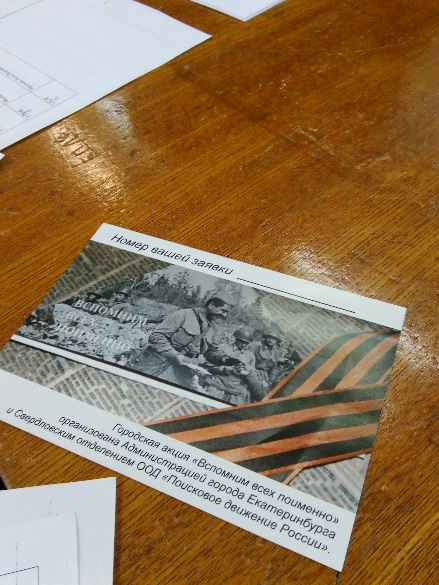 Номер вашей заявки
ВСПОМНИМ
ВСЕХ
ПОИМЕННО
Городская акция «Вспомним всех поименно»
организована Администрацией города Екатеринбурга
и Свердловским отделением ООД «Поисковое движение России».